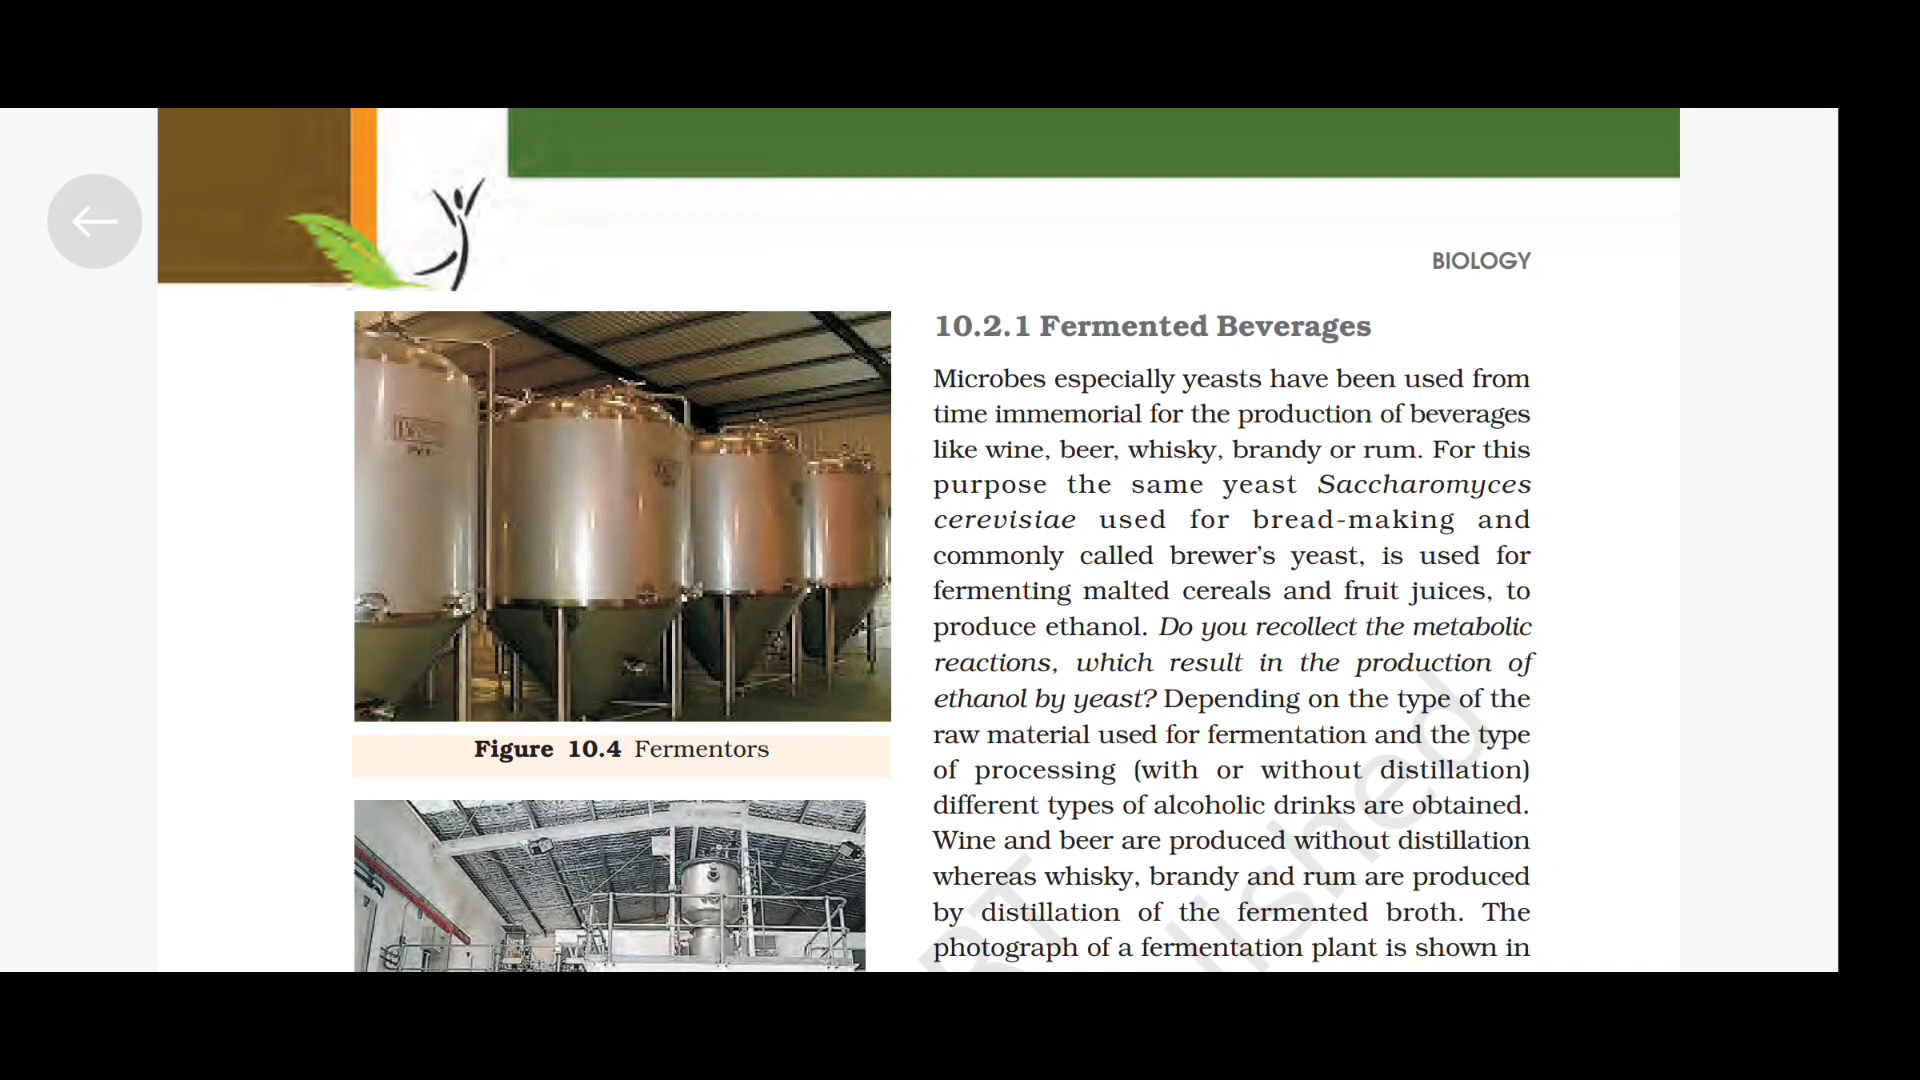 BIOLOGY
Figure 10.4 Fermentors
10.2.1 Fermented Beverages
Microbes especially yeasts have been used from
time immemorial for the production of beverages
like wine, beer, whisky, brandy or rum. For this
purpose the same yeast Saccharomyces
cerevisiae used for bread-making and
commonly called brewer's yeast, is used for
fermenting malted cereals and fruit juices, to
produce ethanol. Do you recollect the metabolic
reactions, which result in the production of
ethanol by yeast? Depending on the type of the
raw material used for fermentation and the type
of processing (with or without distillation)
different types of alcoholic drinks are obtained.
Wine and beer are produced without distillation
whereas whisky, brandy and rum are produced
by distillation of the fermented broth. The
photograph of a fermentation plant is shown in